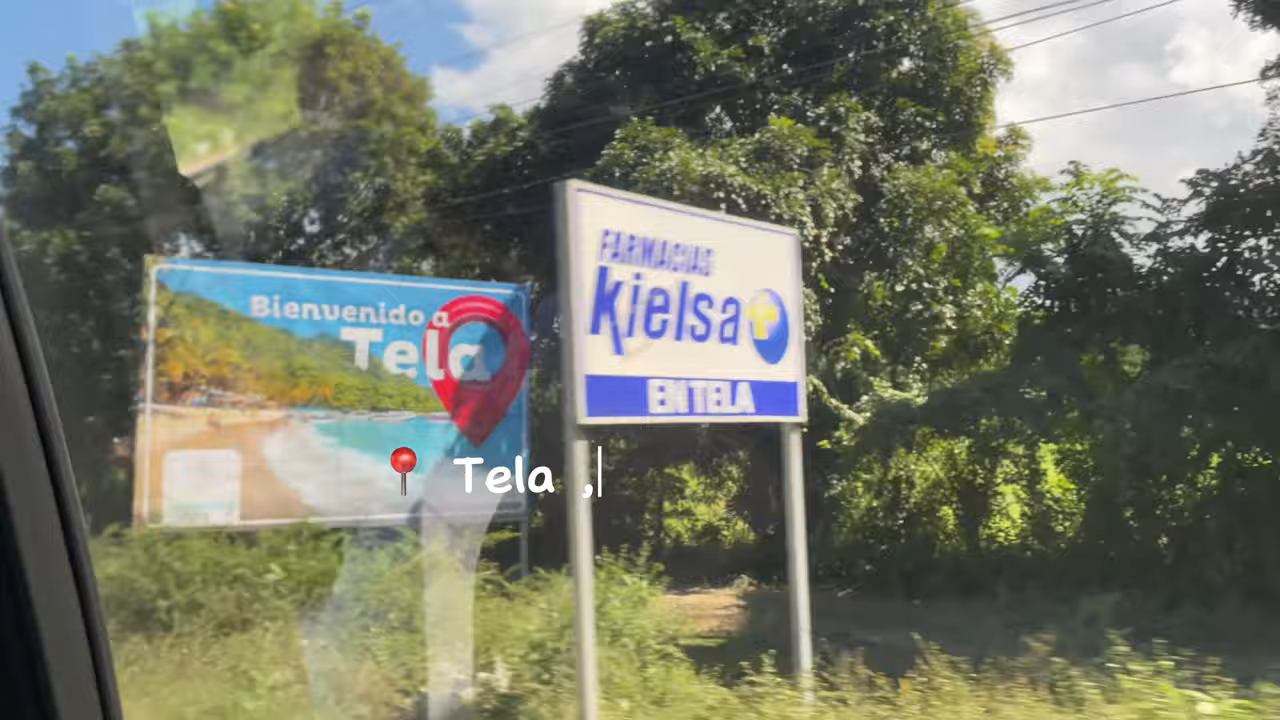 Bienvenido a
Tela
FARMACIAS
kielsa
EN TELA
📍 Tela ,